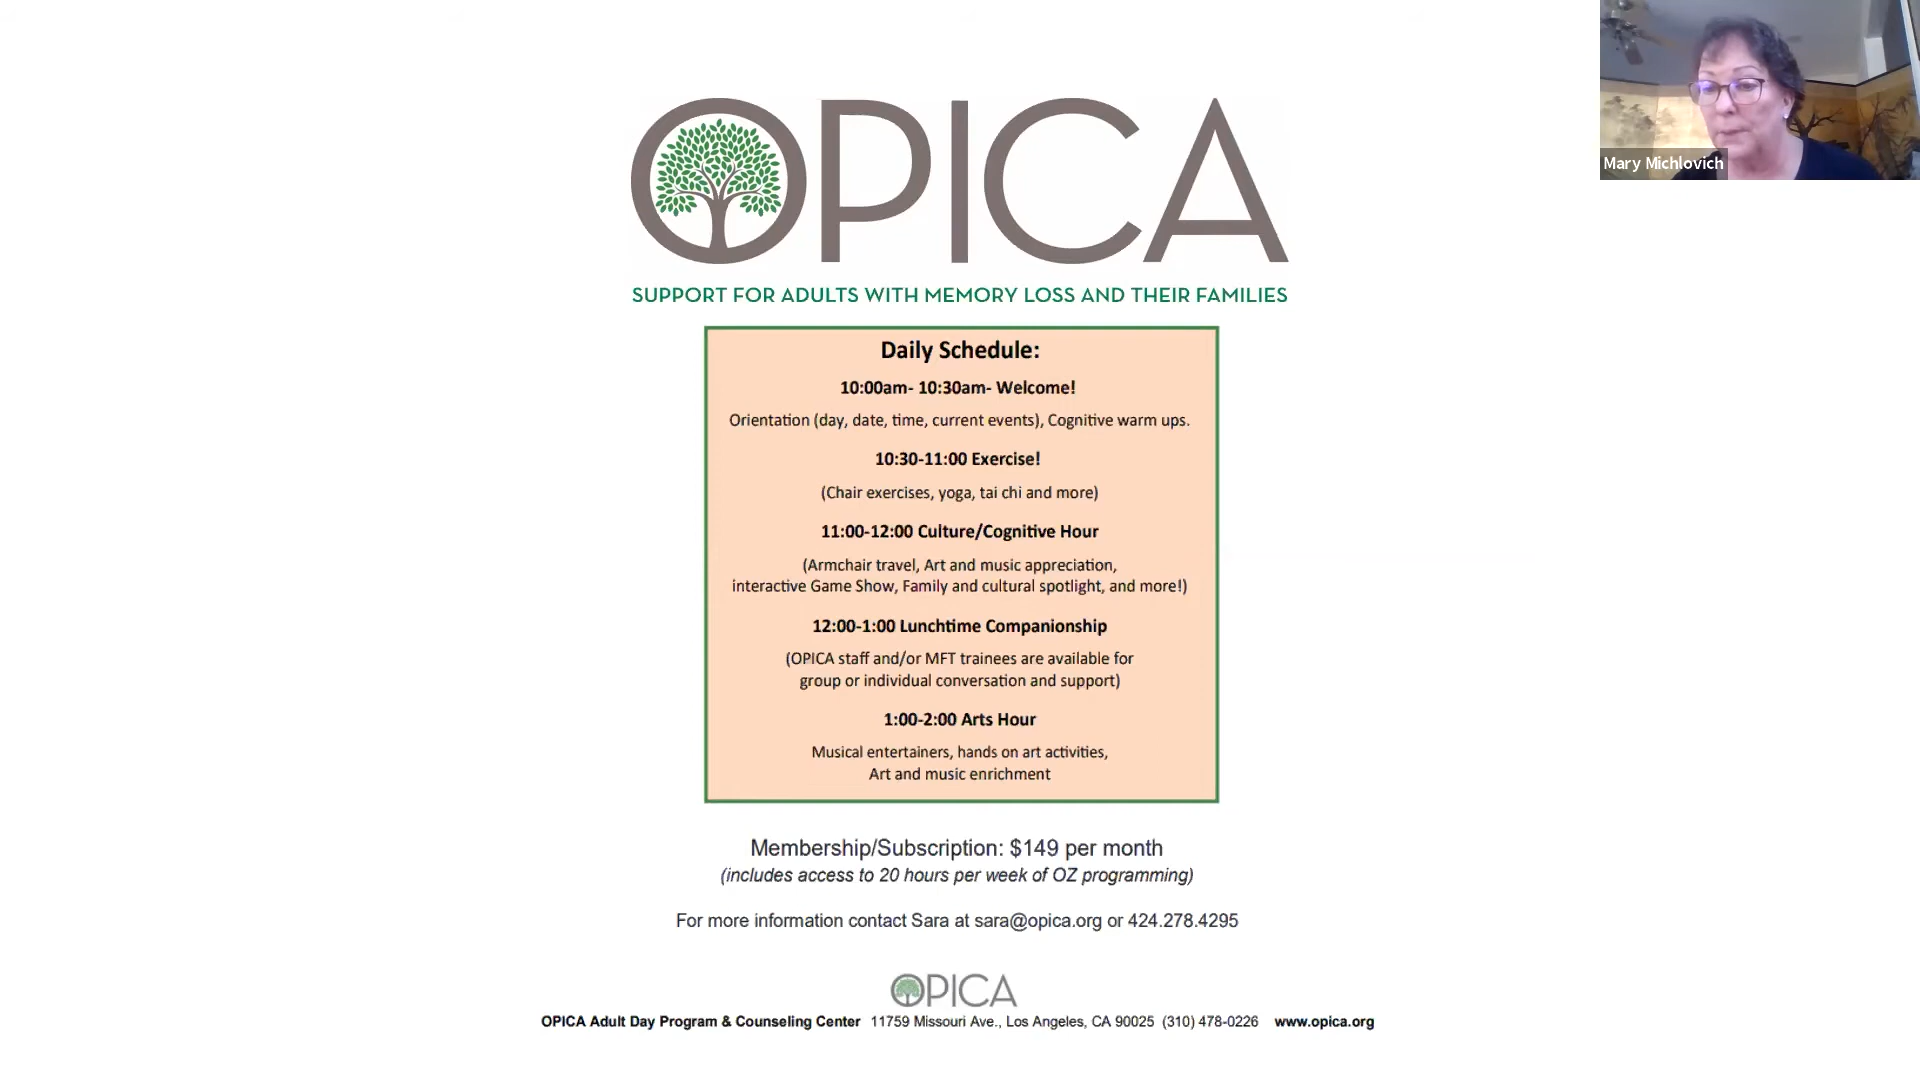 OPICA
SUPPORT FOR ADULTS WITH MEMORY LOSS AND THEIR FAMILIES
Daily Schedule:
10:00am- 10:30am- Welcome!
Orientation (day, date, time, current events), Cognitive warm ups.
10:30-11:00 Exercise!
(Chair exercises, yoga, tai chi and more)
11:00-12:00 Culture/Cognitive Hour
(Armchair travel, Art and music appreciation,
interactive Game Show, Family and cultural spotlight, and more!)
12:00-1:00 Lunchtime Companionship
(OPICA staff and/or MFT trainees are available for
group or individual conversation and support)
1:00-2:00 Arts Hour
Musical entertainers, hands on art activities,
Art and music enrichment
Membership/Subscription: $149 per month
(includes access to 20 hours per week of OZ programming)
For more information contact Sara at sara@opica.org or 424.278.4295
OPICA
OPICA Adult Day Program & Counseling Center 11759 Missouri Ave., Los Angeles, CA 90025 (310) 478-0226 www.opica.org
Mary Michlovich